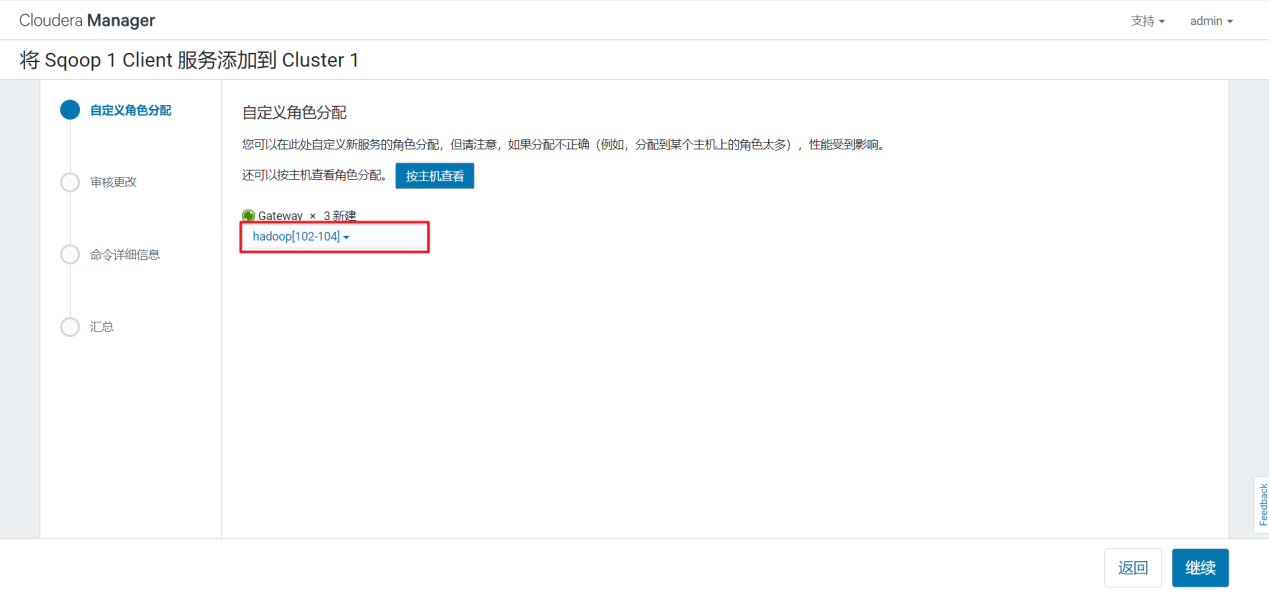 Cloudera Manager
支持
admin
将 Sqoop 1 Client 服务添加到 Cluster 1
自定义角色分配
审核更改
命令详细信息
汇总
自定义角色分配
您可以在此处自定义新服务的角色分配，但请注意，如果分配不正确（例如，分配到某个主机上的角色太多），性能受到影响。
还可以按主机查看角色分配。 按主机查看
Gateway × 3 新建
hadoop[102-104]
Feedback
返回
继续